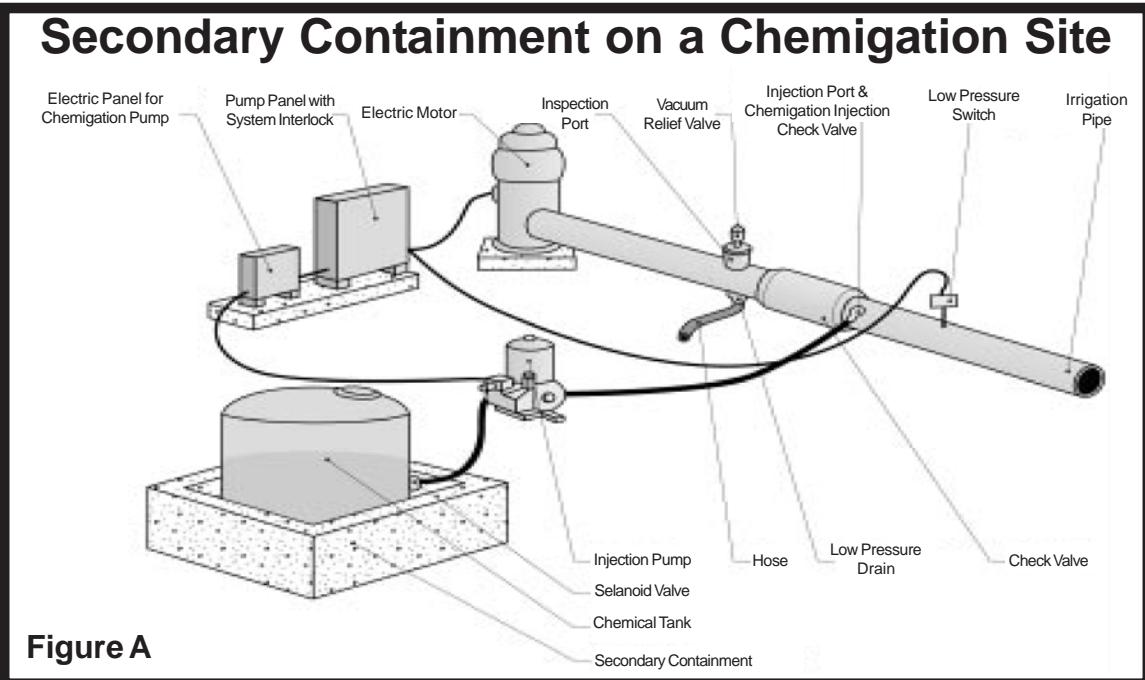 Secondary Containment on a Chemigation Site
Electric Panel for
Chemigation Pump
Pump Panel with
System Interlock
Electric Motor
Inspection
Port
Vacuum
Relief Valve
Injection Port &
Chemigation Injection
Check Valve
Low Pressure
Switch
Irrigation
Pipe
Injection Pump
Hose
Low Pressure
Drain
Check Valve
Selanoid Valve
Chemical Tank
Secondary Containment
Figure A